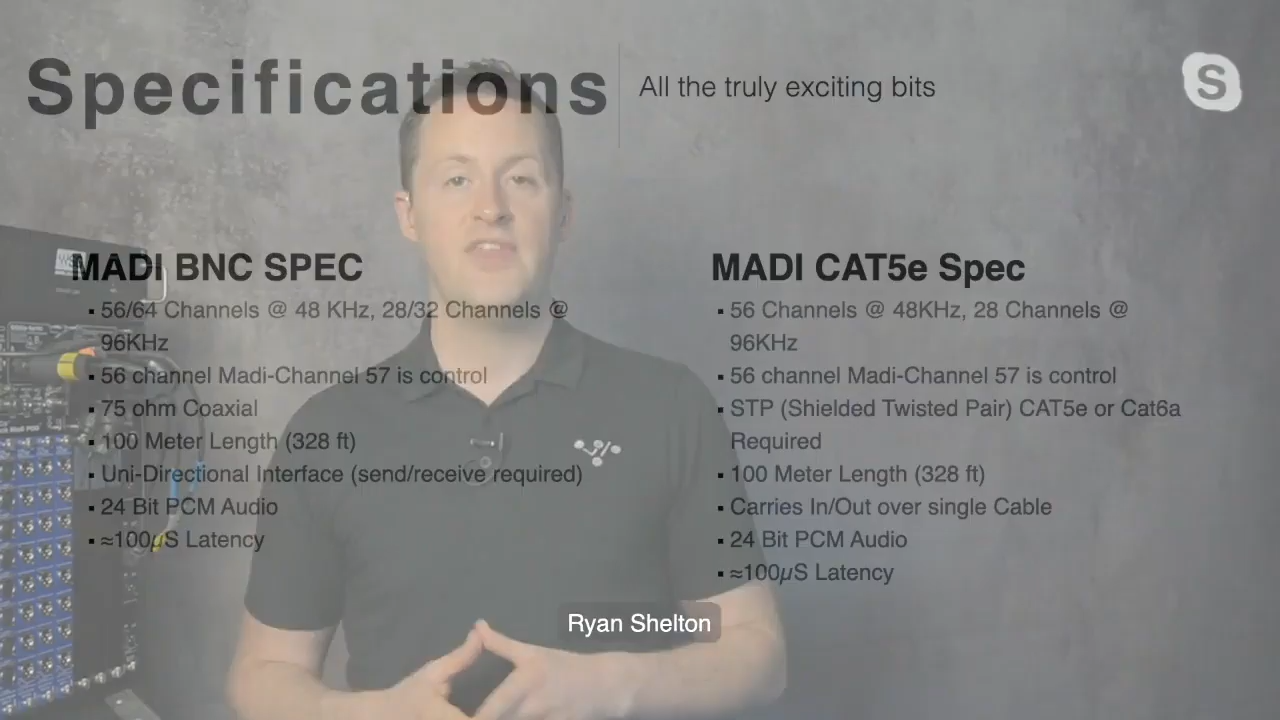 Specifications
All the truly exciting bits
S
MADI BNC SPEC
▪ 56/64 Channels @ 48 KHz, 28/32 Channels @
96KHz
▪ 56 channel Madi-Channel 57 is control
▪ 75 ohm Coaxial
▪ 100 Meter Length (328 ft)
▪ Uni-Directional Interface (send/receive required)
▪ 24 Bit PCM Audio
▪ ≈100µS Latency
MADI CAT5e Spec
▪ 56 Channels @ 48KHz, 28 Channels @
96KHz
▪ 56 channel Madi-Channel 57 is control
▪ STP (Shielded Twisted Pair) CAT5e or Cat6a
Required
▪ 100 Meter Length (328 ft)
▪ Carries In/Out over single Cable
▪ 24 Bit PCM Audio
▪ ≈100µS Latency
Ryan Shelton